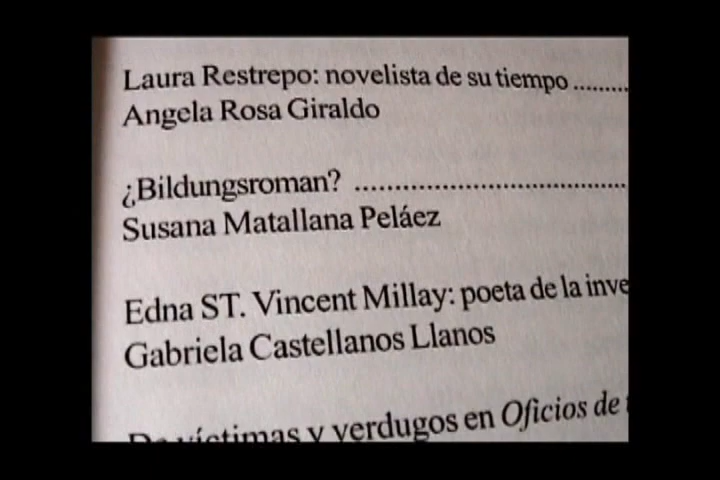 Laura Restrepo: novelista de su tiempo .........
Angela Rosa Giraldo
¿Bildungsroman? ..................................
Susana Matallana Peláez
Edna ST. Vincent Millay: poeta de la inve
Gabriela Castellanos Llanos
De víctimas y verdugos en Oficios de